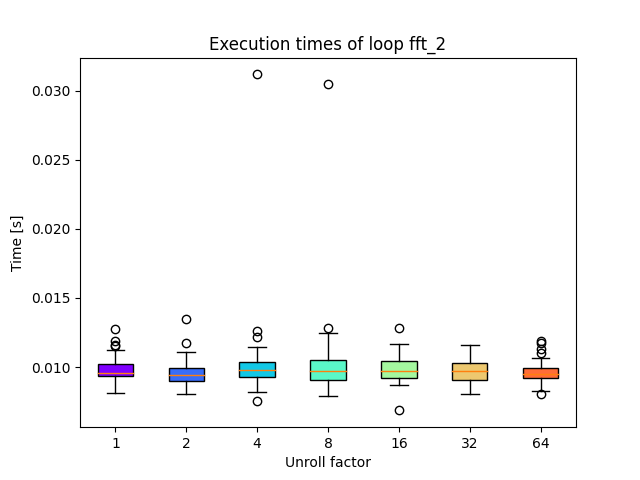 Execution times of loop fft_2
0.030
0.025
0.020
0.015
0.010
Time [s]
1 2 4 8 16 32 64
Unroll factor